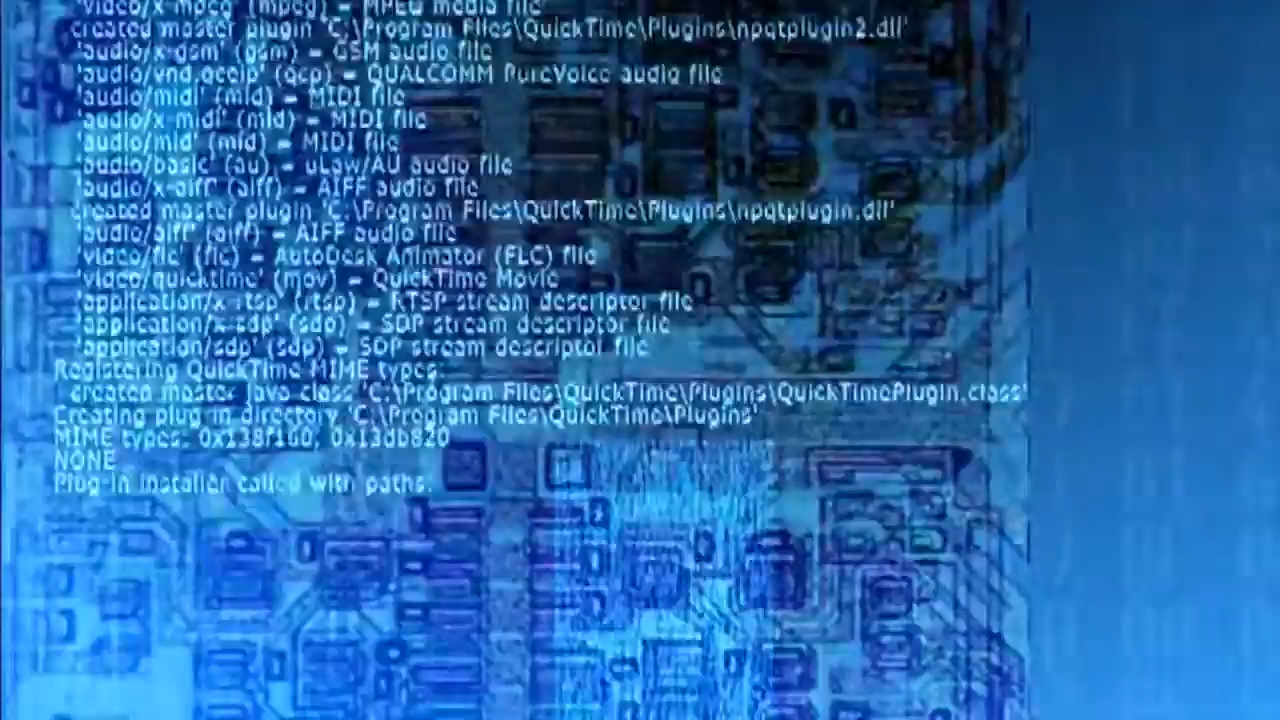 'video/x-mpeg' (mpeg) – MPEG media file'
created master plugin 'C:\Program Files\QuickTime\Plugins\npqtplugin2.dll'
'audio/x-gsm' (gsm) – GSM audio file
'audio/vnd.qcelp' (qcp) – QUALCOMM PureVoice audio file
'audio/midi' (mid) – MIDI file
'audio/x-midi' (mid) – MIDI file
'audio/mid' (mid) – MIDI file
'audio/basic' (au) – uLaw/AU audio file
'audio/x-aiff' (aiff) – AIFF audio file
created master plugin 'C:\Program Files\QuickTime\Plugins\npqtplugin.dll'
'audio/aiff' (aiff) – AIFF audio file
'video/flc' (flc) – AutoDesk Animator (FLC) file
'video/quicktime' (mov) – QuickTime Movie
'application/x-rtsp' (rtsp) – RTSP stream descriptor file
'application/x-sdp' (sdp) – SDP stream descriptor file
'application/sdp' (sdp) – SDP stream descriptor file
Registering QuickTime MIME types:
created master java class 'C:\Program Files\QuickTime\Plugins\QuickTimePlugin.class'
Creating plug-in directory 'C:\Program Files\QuickTime\Plugins'
MIME types: 0x138f160, 0x13db820
NONE
Plug-in installer called with paths: